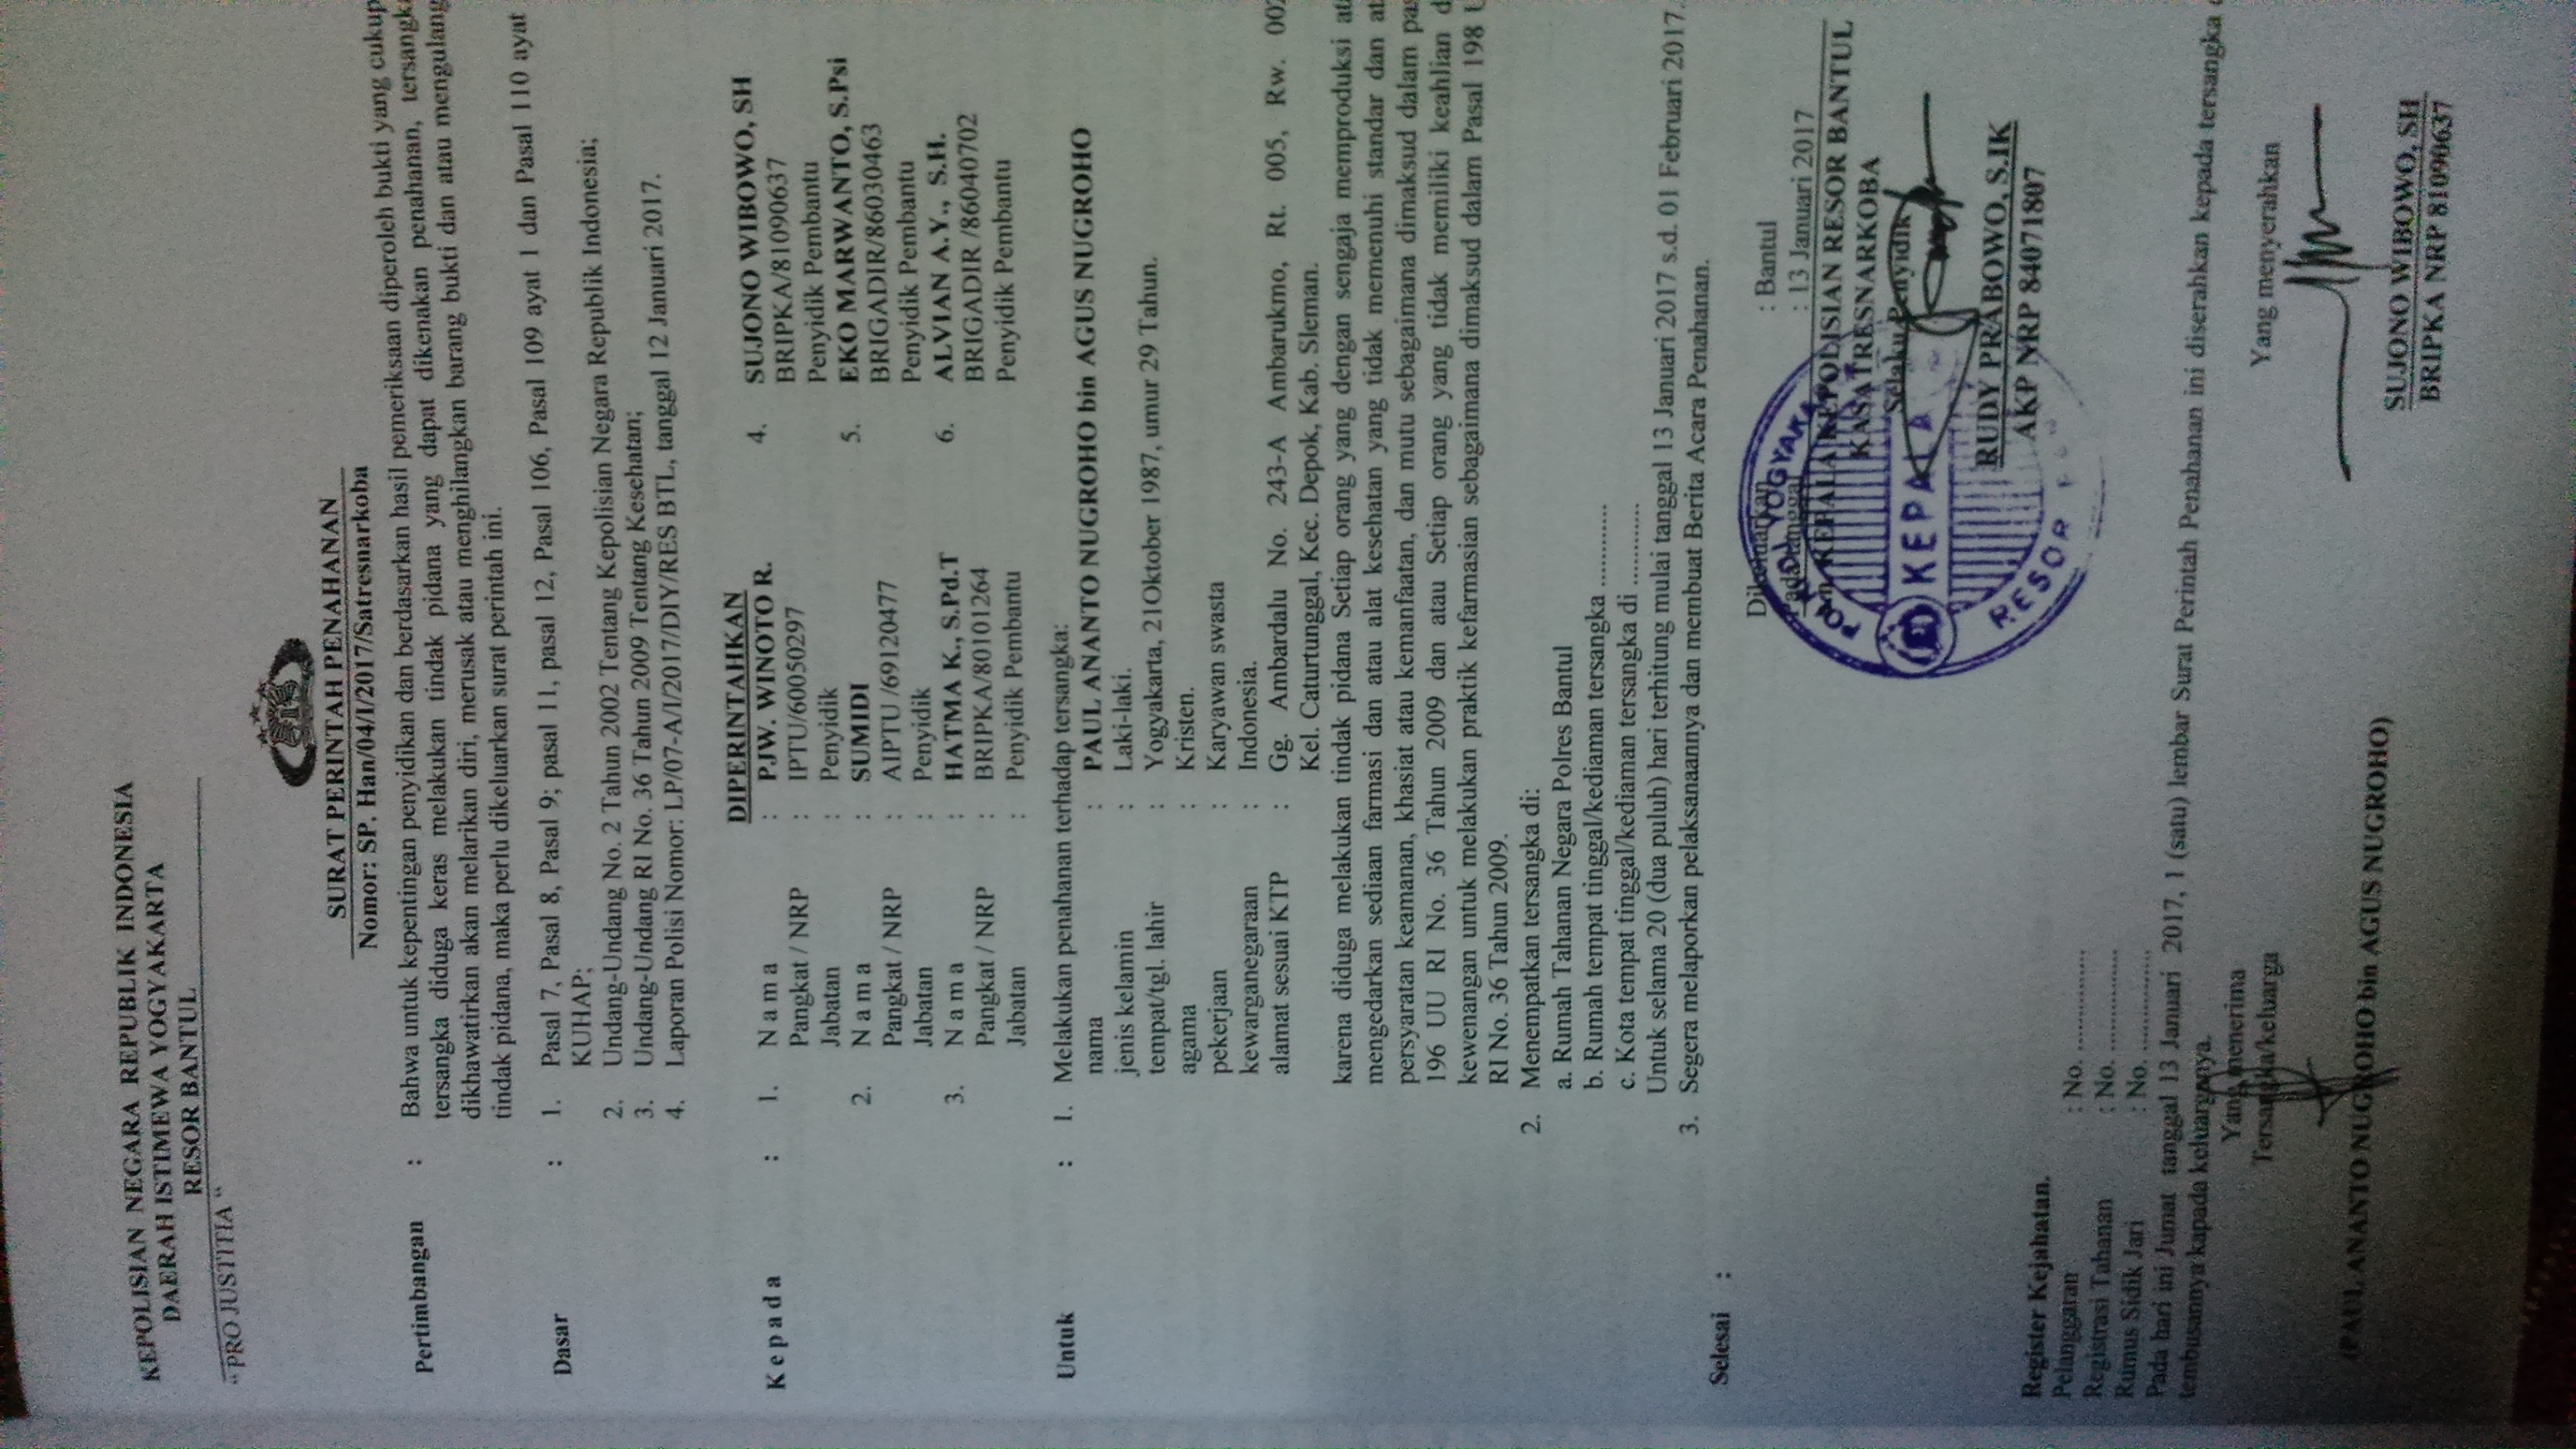 KEPOLISIAN NEGARA REPUBLIK INDONESIA
DAERAH ISTIMEWA YOGYAKARTA
RESOR BANTUL
“PRO JUSTITIA“
SURAT PERINTAH PENAHANAN
Nomor: SP. Han/04/I/2017/Satresnarkoba
Pertimbangan : Bahwa untuk kepentingan penyidikan dan berdasarkan hasil pemeriksaan diperoleh bukti yang cukup
tersangka diduga keras melakukan tindak pidana yang dapat dikenakan penahanan, tersangka
dikhawatirkan akan melarikan diri, merusak atau menghilangkan barang bukti dan atau mengulang
tindak pidana, maka perlu dikeluarkan surat perintah ini.
Dasar : 1. Pasal 7, Pasal 8, Pasal 9; pasal 11, pasal 12, Pasal 106, Pasal 109 ayat 1 dan Pasal 110 ayat
KUHAP;
2. Undang-Undang No. 2 Tahun 2002 Tentang Kepolisian Negara Republik Indonesia;
3. Undang-Undang RI No. 36 Tahun 2009 Tentang Kesehatan;
4. Laporan Polisi Nomor: LP/07-A/I/2017/DIY/RES BTL, tanggal 12 Januari 2017.
DIPERINTAHKAN
K e p a d a : 1. N a m a : PJW. WINOTO R. 4. SUJONO WIBOWO, SH
Pangkat / NRP : IPTU/60050297 BRIPKA/81090637
Jabatan : Penyidik Penyidik Pembantu
2. N a m a : SUMIDI 5. EKO MARWANTO, S.Psi
Pangkat / NRP : AIPTU /69120477 BRIGADIR/86030463
Jabatan : Penyidik Penyidik Pembantu
3. N a m a : HATMA K., S.Pd.T 6. ALVIAN A.Y., S.H.
Pangkat / NRP : BRIPKA/80101264 BRIGADIR /86040702
Jabatan : Penyidik Pembantu Penyidik Pembantu
Untuk : 1. Melakukan penahanan terhadap tersangka:
nama : PAUL ANANTO NUGROHO bin AGUS NUGROHO
jenis kelamin : Laki-laki.
tempat/tgl. lahir : Yogyakarta, 21Oktober 1987, umur 29 Tahun.
agama : Kristen.
pekerjaan : Karyawan swasta
kewarganegaraan : Indonesia.
alamat sesuai KTP : Gg. Ambardalu No. 243-A Ambarukmo, Rt. 005, Rw. 002
Kel. Caturtunggal, Kec. Depok, Kab. Sleman.
karena diduga melakukan tindak pidana Setiap orang yang dengan sengaja memproduksi at
mengedarkan sediaan farmasi dan atau alat kesehatan yang tidak memenuhi standar dan at
persyaratan keamanan, khasiat atau kemanfaatan, dan mutu sebagaimana dimaksud dalam pas
196 UU RI No. 36 Tahun 2009 dan atau Setiap orang yang tidak memiliki keahlian d
kewenangan untuk melakukan praktik kefarmasian sebagaimana dimaksud dalam Pasal 198 U
RI No. 36 Tahun 2009.
2. Menempatkan tersangka di:
a. Rumah Tahanan Negara Polres Bantul
b. Rumah tempat tinggal/kediaman tersangka .............
c. Kota tempat tinggal/kediaman tersangka di .............
Untuk selama 20 (dua puluh) hari terhitung mulai tanggal 13 Januari 2017 s.d. 01 Februari 2017.
3. Segera melaporkan pelaksanaannya dan membuat Berita Acara Penahanan.
Selesai :
Dikeluarkan : Bantul
Pada tanggal : 13 Januari 2017
KEPALA KEPOLISIAN RESOR BANTUL
KASATRESNARKOBA
Selaku Penyidik
KEPALA
RESOR
YOGYAKA
RUDY PRABOWO, S.IK
AKP NRP 84071807
Register Kejahatan.
Pelanggaran : No. ...............
Registrasi Tahanan : No. ...............
Rumus Sidik Jari : No. ...............
Pada hari ini Jumat tanggal 13 Januari 2017, 1 (satu) lembar Surat Perintah Penahanan ini diserahkan kepada tersangka
tembusannya kapada keluarganya.
Yang menerima
Tersangka/keluarga
(PAUL ANANTO NUGROHO bin AGUS NUGROHO)
Yang menyerahkan
SUJONO WIBOWO, SH
BRIPKA NRP 81090637